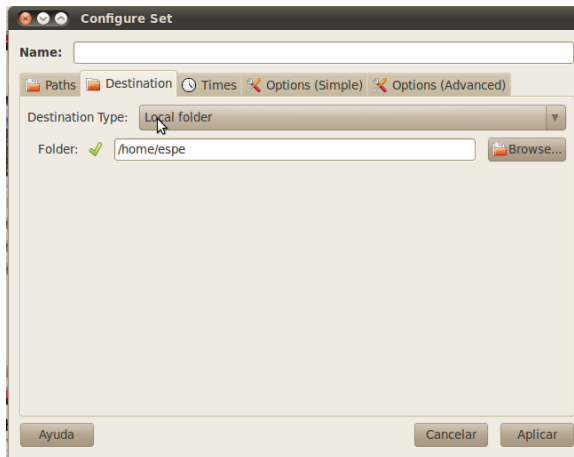 Configure Set
Name:
Paths Destination Times Options (Simple) Options (Advanced)
Destination Type: Local folder
Folder: /home/espe Browse...
Ayuda Cancelar Aplicar